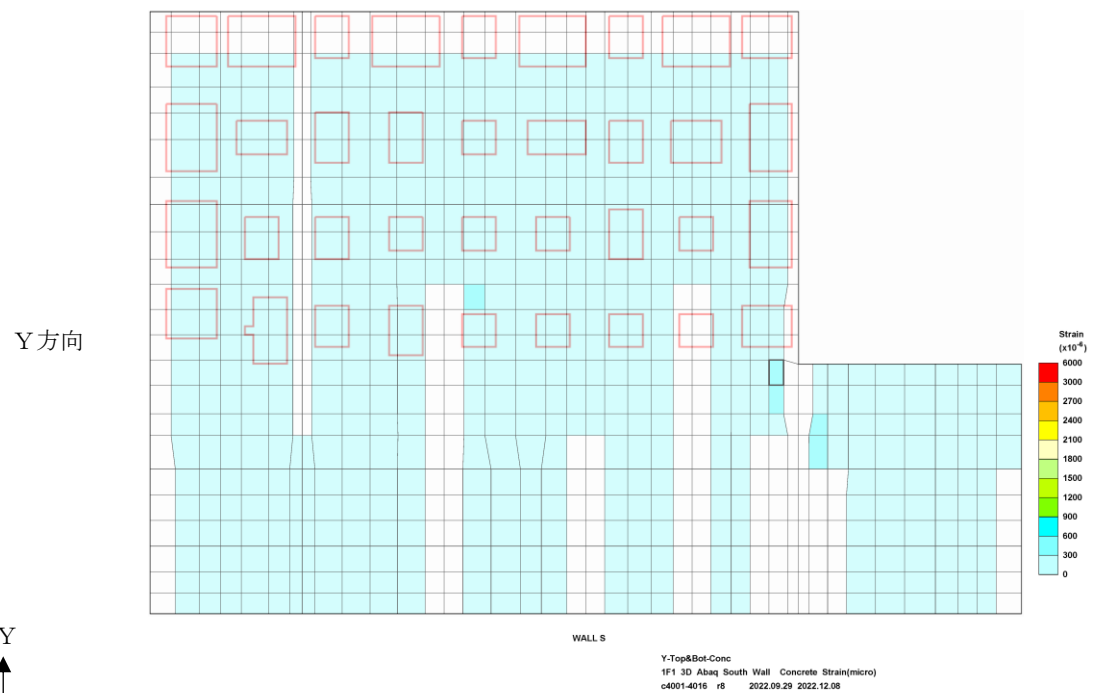 Ｙ方向
Strain
(x10⁻⁶)
6000
3000
2700
2400
2100
1800
1500
1200
900
600
300
0
WALL S
Y
Y-Top&Bot-Conc
1F1 3D Abaq South Wall Concrete Strain(micro)
c4001-4016 r8 2022.09.29 2022.12.08